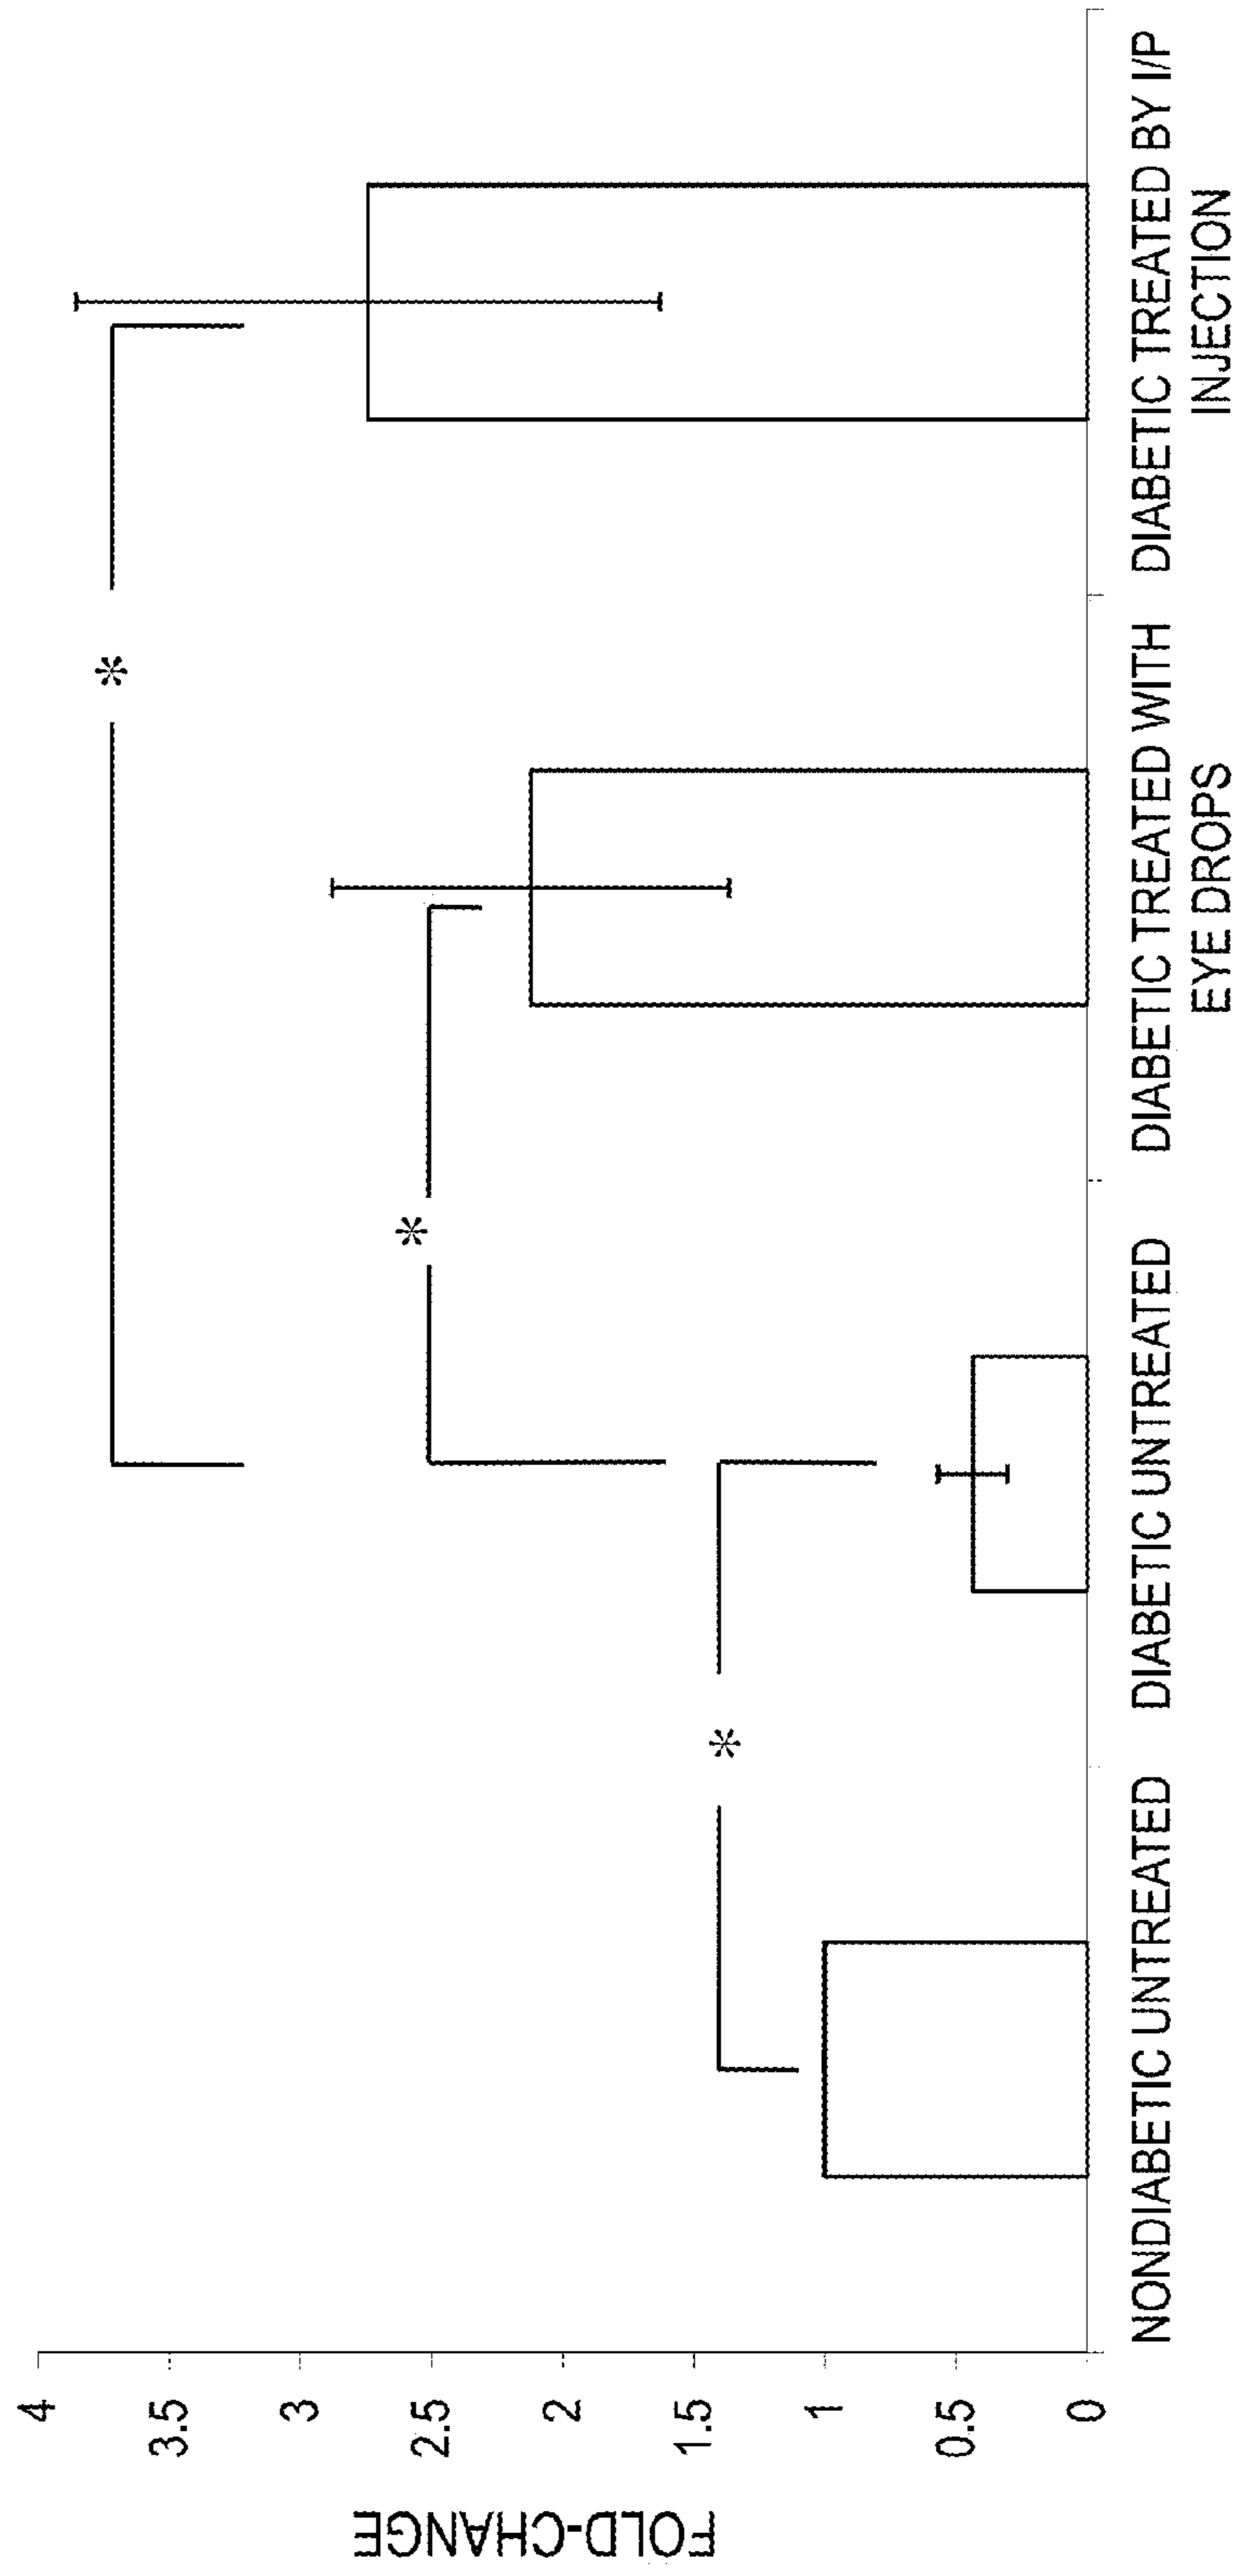 FOLD-CHANGE
4
3.5
3
2.5
2
1.5
1
0.5
0
*
*
*
NONDIABETIC UNTREATED
DIABETIC UNTREATED
DIABETIC TREATED WITH
EYE DROPS
DIABETIC TREATED BY I/P
INJECTION